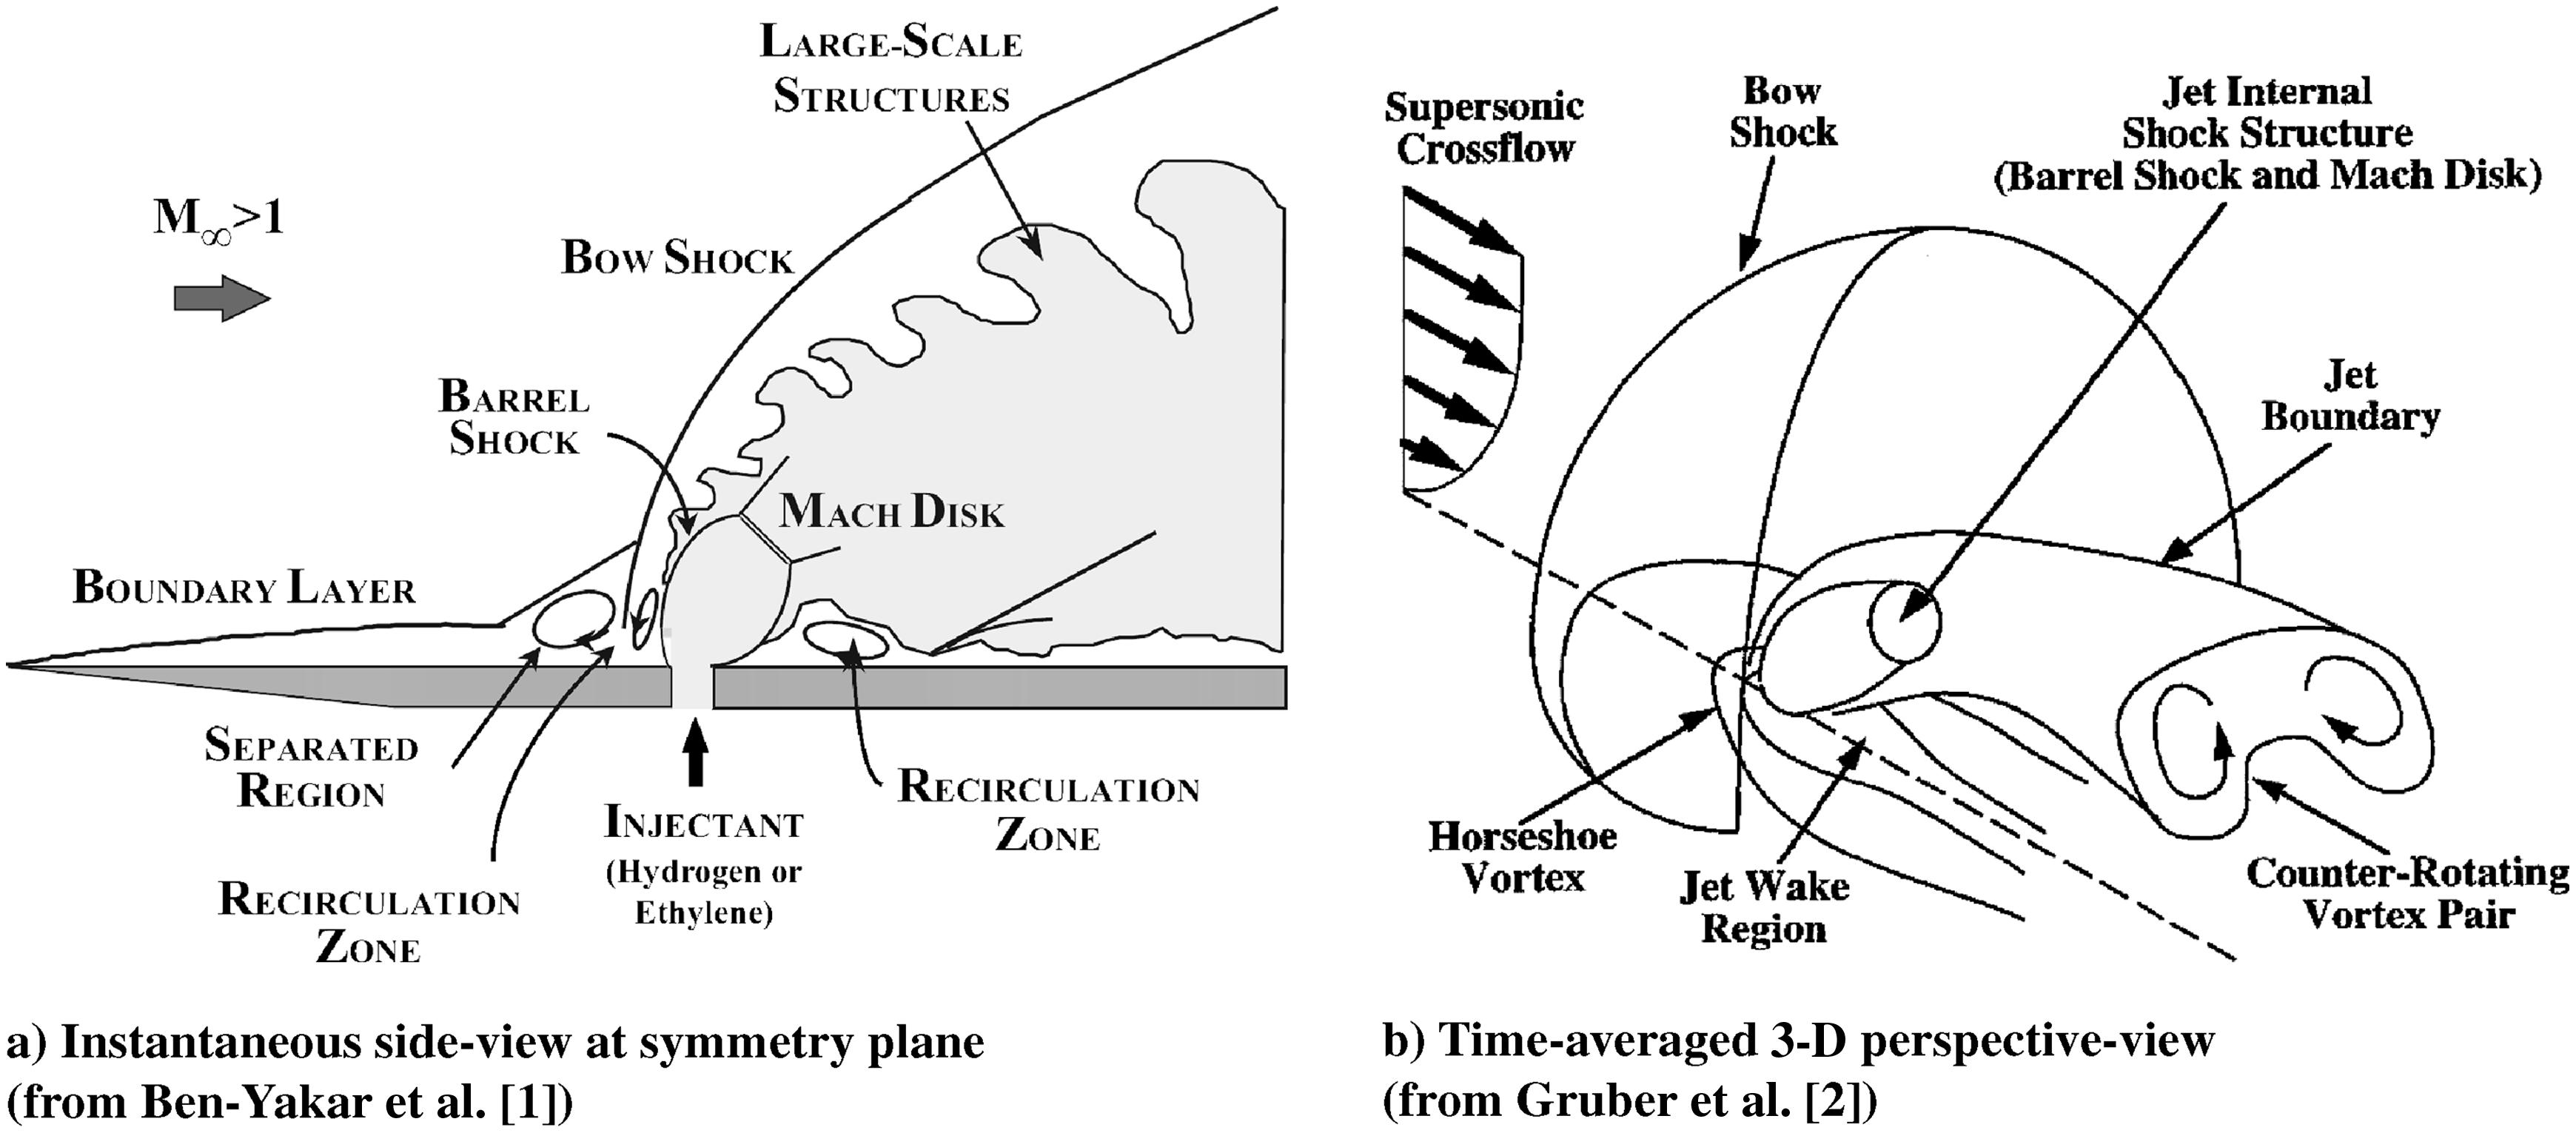 LARGE-SCALE
STRUCTURES
M∞>1
BOW SHOCK
BARREL
SHOCK
MACH DISK
BOUNDARY LAYER
SEPARATED
REGION
RECIRCULATION
ZONE
INJECTANT
(Hydrogen or
Ethylene)
RECIRCULATION
ZONE
a) Instantaneous side-view at symmetry plane
(from Ben-Yakar et al. [1])
Supersonic
Crossflow
Bow
Shock
Jet Internal
Shock Structure
(Barrel Shock and Mach Disk)
Jet
Boundary
Horseshoe
Vortex
Jet Wake
Region
Counter-Rotating
Vortex Pair
b) Time-averaged 3-D perspective-view
(from Gruber et al. [2])